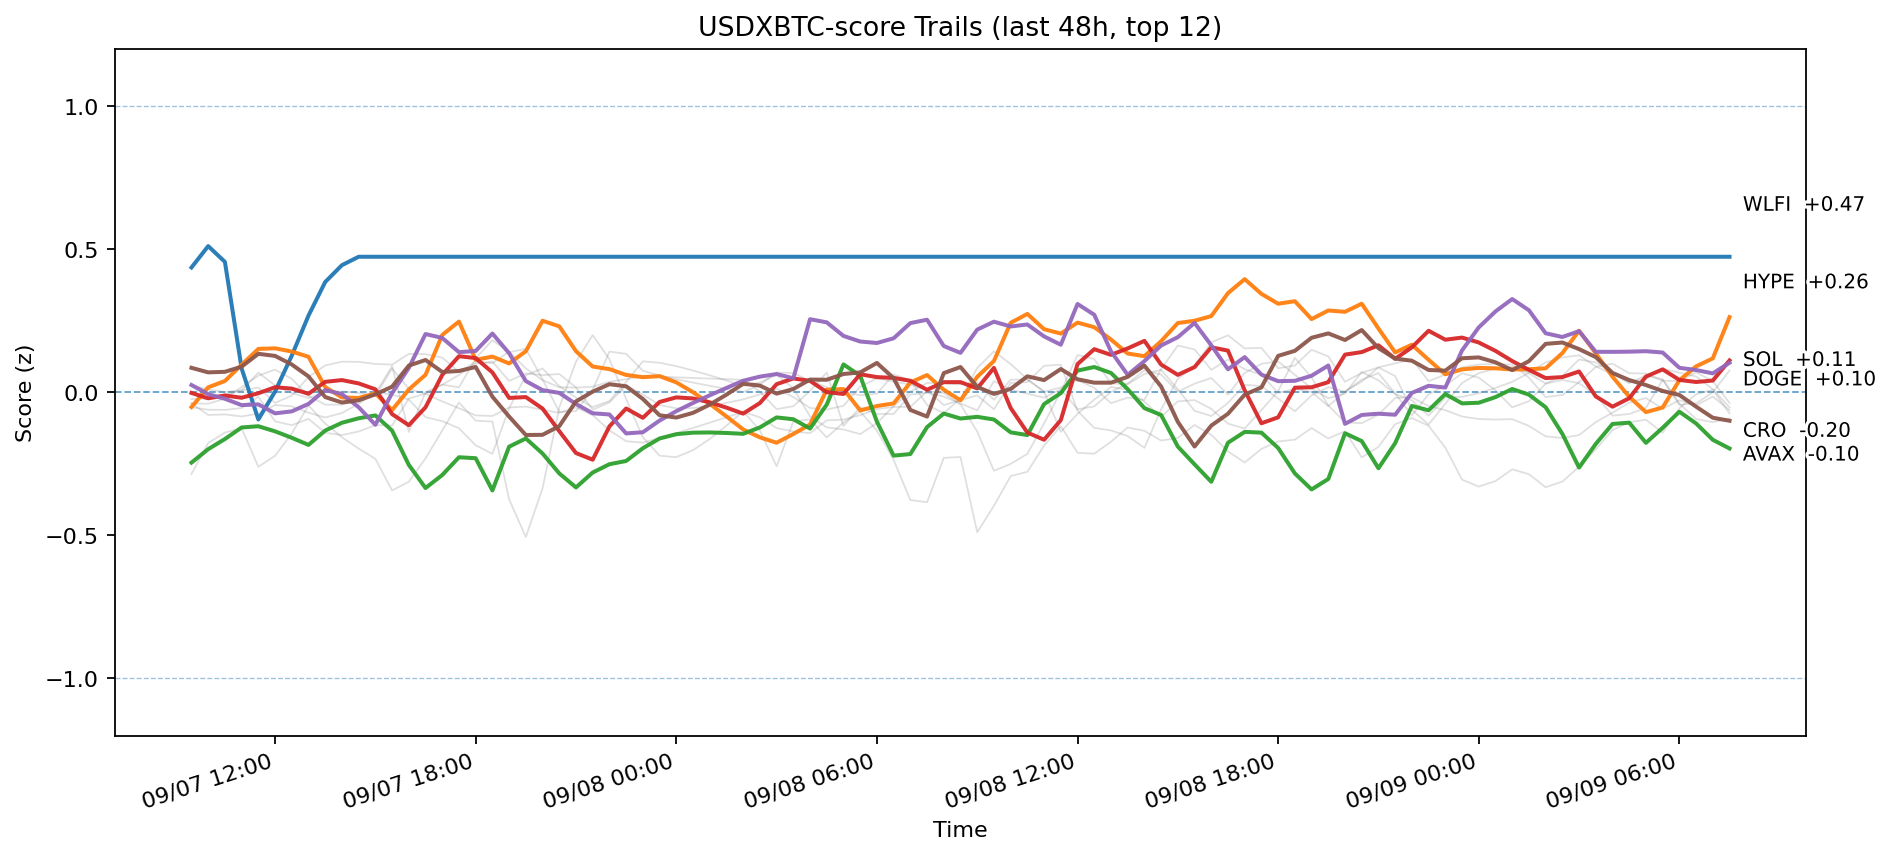 USDXBTC-score Trails (last 48h, top 12)
Score (z)
1.0
0.5
0.0
−0.5
−1.0
WLFI +0.47
HYPE +0.26
SOL +0.11
DOGE +0.10
CRO -0.20
AVAX -0.10
09/07 12:00
09/07 18:00
09/08 00:00
09/08 06:00
09/08 12:00
09/08 18:00
09/09 00:00
09/09 06:00
Time